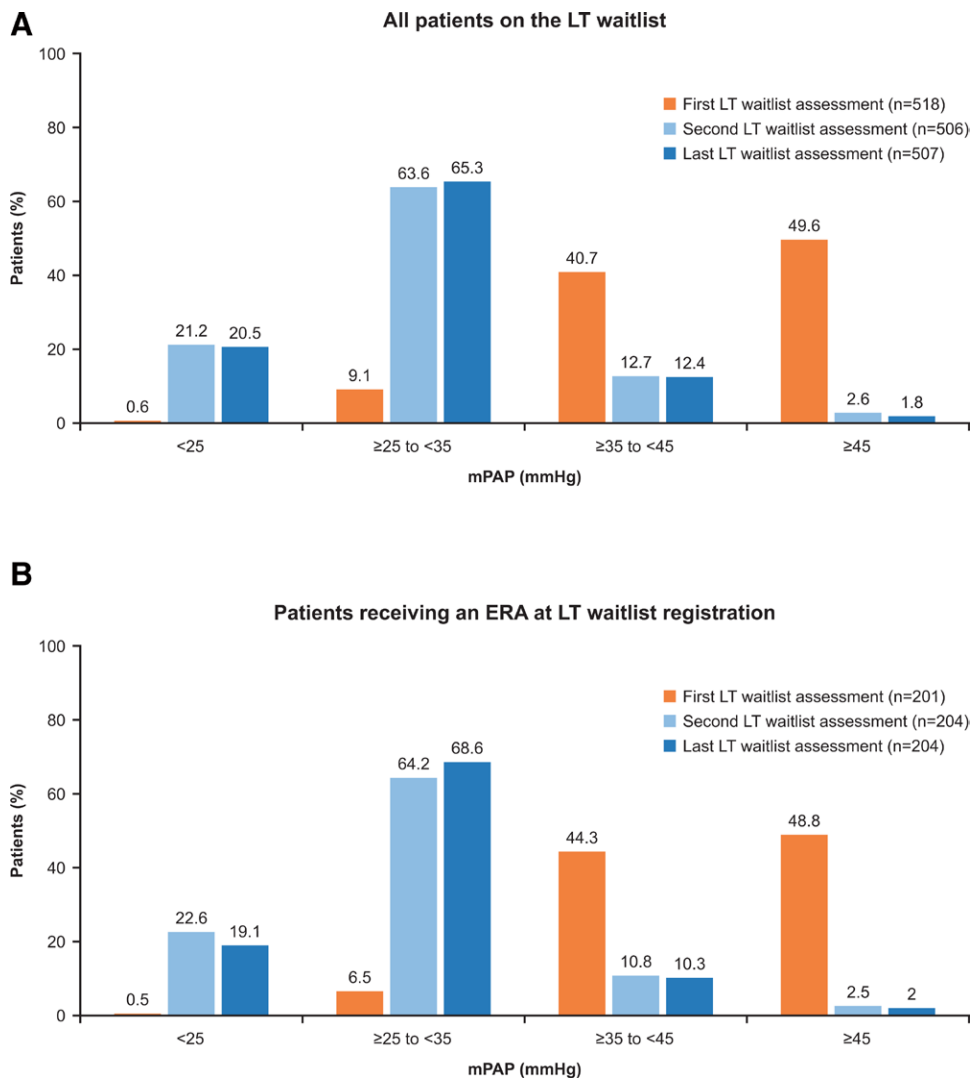 A
All patients on the LT waitlist
100
80
60
40
20
0
Patients (%)
First LT waitlist assessment (n=518)
Second LT waitlist assessment (n=506)
Last LT waitlist assessment (n=507)
0.6 21.2 20.5
9.1 63.6 65.3
40.7 12.7 12.4
49.6 2.6 1.8
<25 ≥25 to <35 ≥35 to <45 ≥45
mPAP (mmHg)
B
Patients receiving an ERA at LT waitlist registration
100
80
60
40
20
0
Patients (%)
First LT waitlist assessment (n=201)
Second LT waitlist assessment (n=204)
Last LT waitlist assessment (n=204)
0.5 22.6 19.1
6.5 64.2 68.6
44.3 10.8 10.3
48.8 2.5 2
<25 ≥25 to <35 ≥35 to <45 ≥45
mPAP (mmHg)